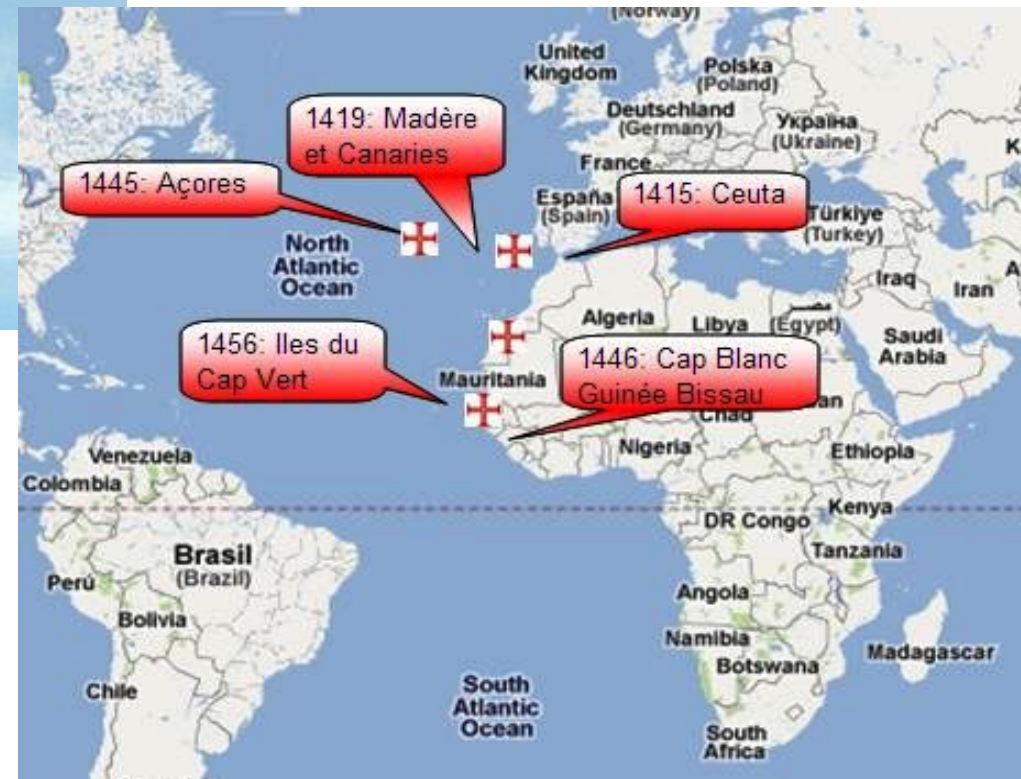 (Norway)
United
Kingdom
Polska
(Poland)
1419: Madère
et Canaries
Deutschland
(Germany)
Україна
(Ukraine)
France
K
1445: Açores
España
(Spain)
1415: Ceuta
Türkiye
(Turkey)
North
Atlantic
Ocean
Iraq
Iran
A
Algeria
Libya
(Egypt)
Saudi
Arabia
1456: Iles du
Cap Vert
Mauritania
1446: Cap Blanc
Guinée Bissau
Chad
an
Nigeria
Ethiopia
Venezuela
Colombia
Kenya
DR Congo
Tanzania
Brasil
(Brazil)
Perú
Angola
Bolivia
Namibia
Botswana
Madagascar
Chile
South
Atlantic
Ocean
South
Africa